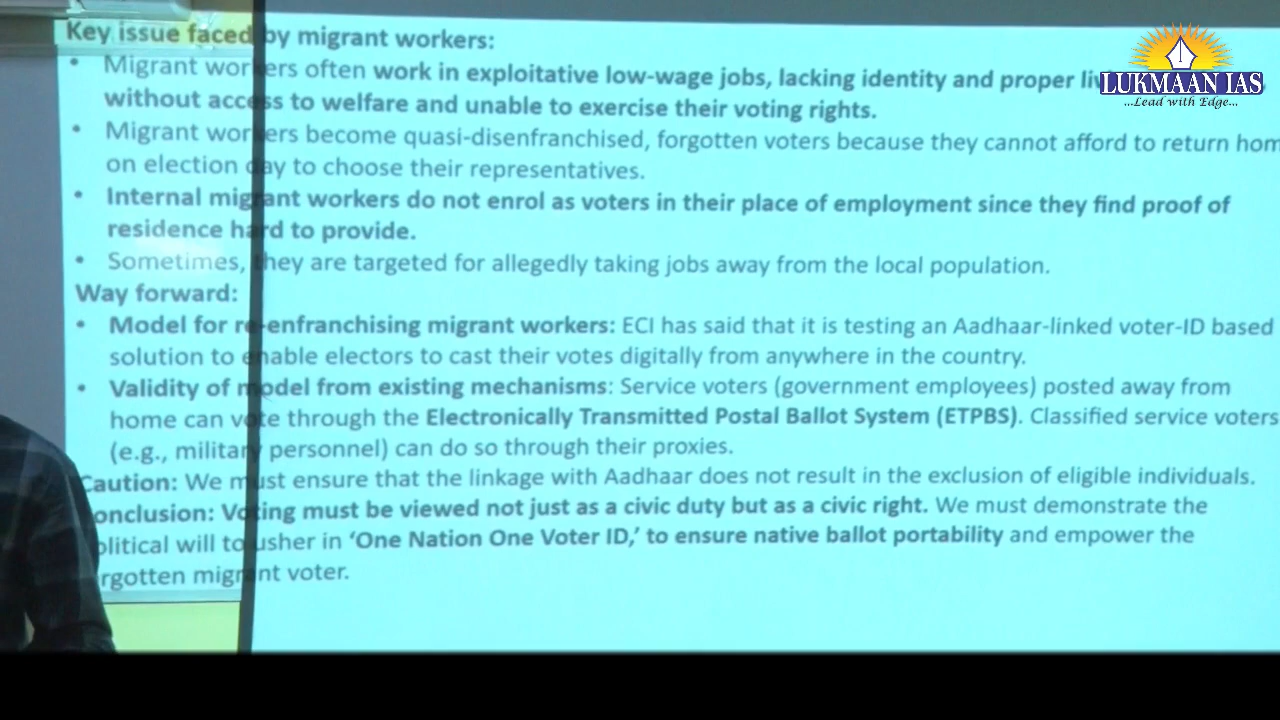 Key issue faced by migrant workers:
• Migrant workers often work in exploitative low-wage jobs, lacking identity and proper
without access to welfare and unable to exercise their voting rights.
• Migrant workers become quasi-disenfranchised, forgotten voters because they cannot afford to return hom
on election day to choose their representatives.
• Internal migrant workers do not enrol as voters in their place of employment since they find proof of
residence hard to provide.
• Sometimes, they are targeted for allegedly taking jobs away from the local population.
Way forward:
• Model for re-enfranchising migrant workers: ECI has said that it is testing an Aadhaar-linked voter-ID based
solution to enable electors to cast their votes digitally from anywhere in the country.
• Validity of model from existing mechanisms: Service voters (government employees) posted away from
home can vote through the Electronically Transmitted Postal Ballot System (ETPBS). Classified service voters
(e.g., military personnel) can do so through their proxies.
Caution: We must ensure that the linkage with Aadhaar does not result in the exclusion of eligible individuals.
onclusion: Voting must be viewed not just as a civic duty but as a civic right. We must demonstrate the
olitical will to usher in ‘One Nation One Voter ID,’ to ensure native ballot portability and empower the
rgotten migrant voter.
LUKMAAN IAS
...Lead with Edge...